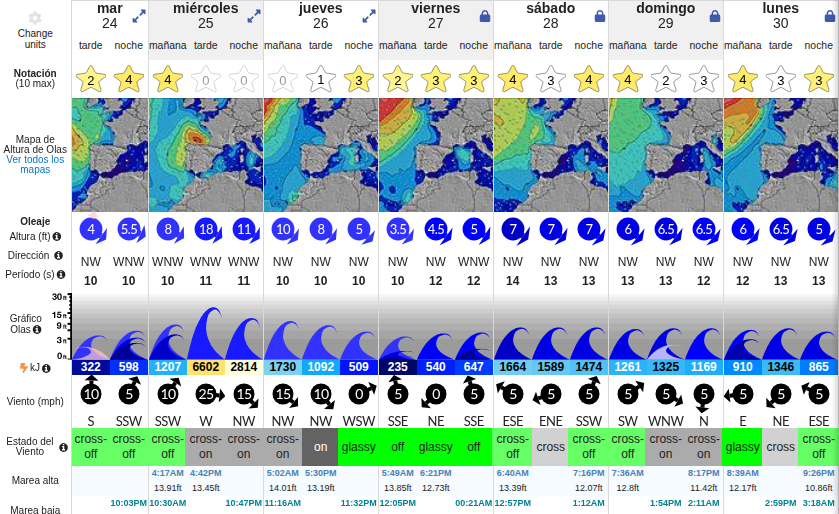 mar miércoles jueves viernes sábado domingo lunes
24 25 26 27 28 29 30
Change
units
tarde noche mañana tarde noche mañana tarde noche mañana tarde noche mañana tarde noche mañana tarde noche mañana tarde noche
Notación
(10 max)
2 4 4 0 0 0 1 3 2 3 3 4 3 4 4 2 3 4 3 3
Mapa de
Altura de Olas
Ver todos los
mapas
Oleaje
Altura (ft)
4 5.5 8 18 11 10 8 5 3.5 4.5 5 7 7 7 6 6.5 6.5 6 6.5 5
Dirección
NW WNW NW WNW WNW NW NW NW NW WNW WNW NW NW NW NW NW NW NW NW NW
Período (s)
10 10 10 11 11 10 10 10 10 12 12 14 13 13 13 13 12 12 13 13
30ft
15ft
9ft
3ft
0ft
Gráfico
Olas
kJ
322 598 1207 6602 2814 1730 1092 509 235 540 647 1664 1589 1474 1261 1325 1169 910 1346 865
Viento (mph)
10 5 10 25 15 15 10 0 5 0 5 5 5 5 5 5 5 5 5 5
S SSW SSW W NW NW NW WSW SSE NE SSE ESE ENE SSW SW WNW N E NE ESE
Estado del
Viento
cross-off cross-off cross-off cross-on cross-on cross-on on glassy off glassy off cross-off cross cross-off cross-off cross-on cross-on glassy cross cross-off
Marea alta
4:17AM 4:42PM 5:02AM 5:30PM 5:49AM 6:21PM 6:40AM 7:16PM 7:36AM 8:17PM 8:39AM 9:26PM
13.91ft 13.45ft 14.01ft 13.19ft 13.85ft 12.73ft 13.39ft 12.07ft 12.8ft 11.42ft 12.17ft 10.86ft
Marea baja
10:03PM 10:30AM 10:47PM 11:16AM 11:32PM 12:05PM 00:21AM 12:57PM 1:12AM 1:54PM 2:11AM 2:59PM 3:18AM